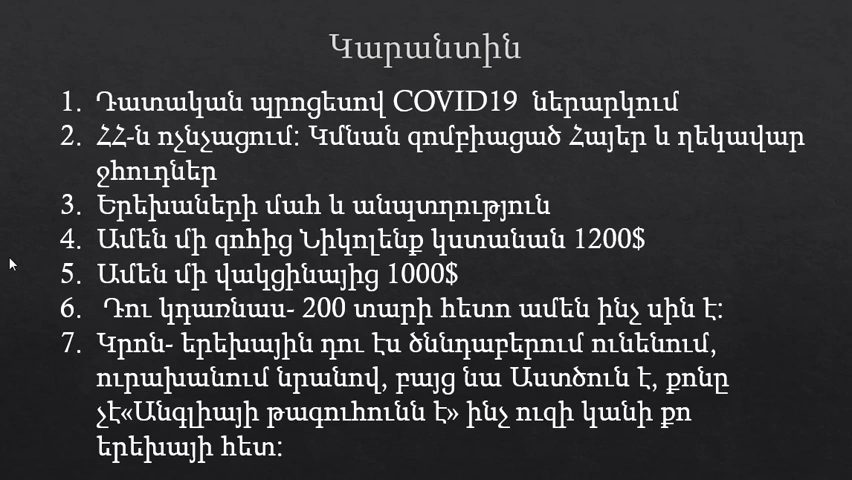 Կարանտին
1. Դատական պրոցեսով COVID19 ներարկում
2. ՀՀ-ն ոչնչացում: Կմնան զոմբիացած Հայեր և ղեկավար
ջհուդներ
3. Երեխաների մահ և անպտղություն
4. Ամեն մի զոհից Նիկոլենք կստանան 1200$
5. Ամեն մի վակցինայից 1000$
6. Դու կդառնաս- 200 տարի հետո ամեն ինչ սին է:
7. Կրոն- երեխային դու էս ծննդաբերում ունենում,
ուրախանում նրանով, բայց նա Աստծուն է, քոնը
չէ«Անգլիայի թագուհունն է» ինչ ուզի կանի քո
երեխայի հետ: